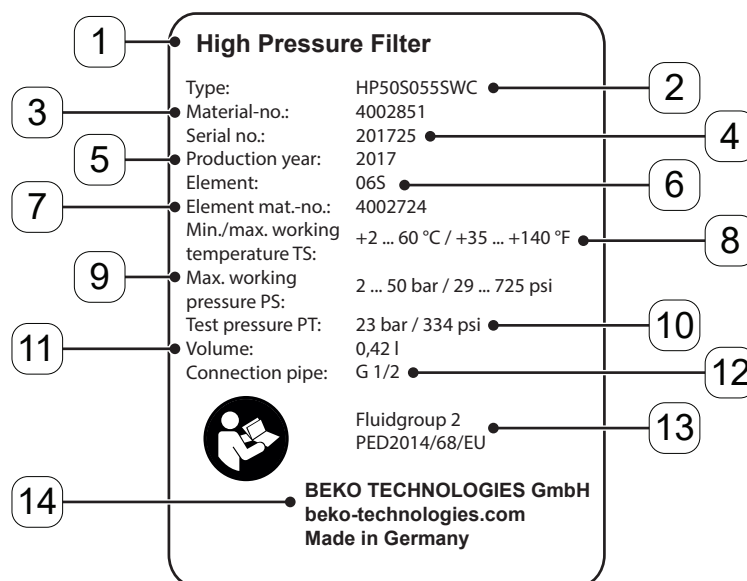 1 High Pressure Filter
Type: HP50S055SWC 2
3 Material-no.: 4002851
Serial no.: 201725 4
5 Production year: 2017
Element: 06S 6
7 Element mat.-no.: 4002724
Min./max. working
temperature TS: +2 ... 60 °C / +35 ... +140 °F 8
9 Max. working
pressure PS: 2 ... 50 bar / 29 ... 725 psi
Test pressure PT: 23 bar / 334 psi 10
11 Volume: 0,42 l
Connection pipe: G 1/2 12
Fluidgroup 2
PED2014/68/EU 13
14 BEKO TECHNOLOGIES GmbH
beko-technologies.com
Made in Germany